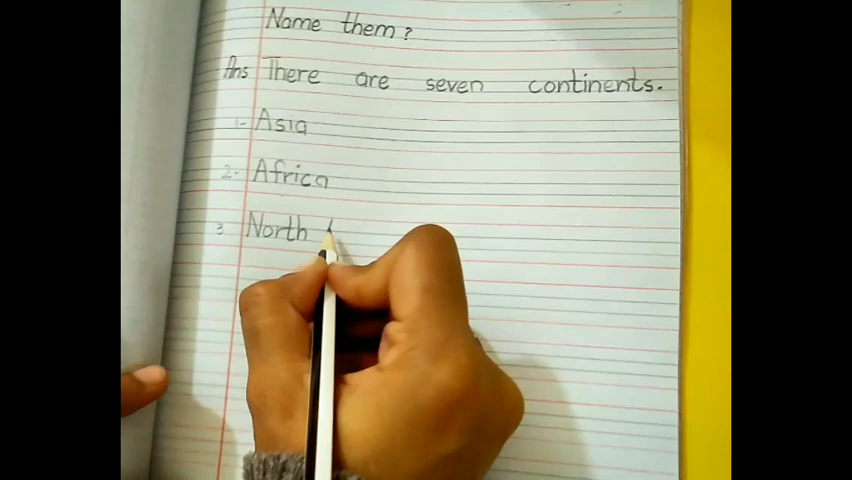 Name them?
Ans There are seven continents.
1- Asia
2- Africa
3 North